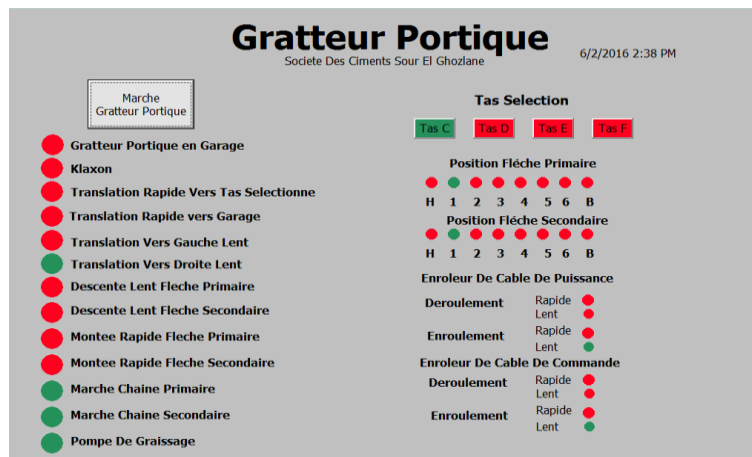 Gratteur Portique
Societe Des Ciments Sour El Ghozlane
6/2/2016 2:38 PM
Marche
Gratteur Portique
Gratteur Portique en Garage
Klaxon
Translation Rapide Vers Tas Selectionne
Translation Rapide vers Garage
Translation Vers Gauche Lent
Translation Vers Droite Lent
Descente Lent Fleche Primaire
Descente Lent Fleche Secondaire
Montee Rapide Fleche Primaire
Montee Rapide Fleche Secondaire
Marche Chaine Primaire
Marche Chaine Secondaire
Pompe De Graissage
Tas Selection
Tas C Tas D Tas E Tas F
Position Fléche Primaire
H 1 2 3 4 5 6 B
Position Fléche Secondaire
H 1 2 3 4 5 6 B
Enroleur De Cable De Puissance
Deroulement Rapide
Lent
Enroulement Rapide
Lent
Enroleur De Cable De Commande
Deroulement Rapide
Lent
Enroulement Rapide
Lent